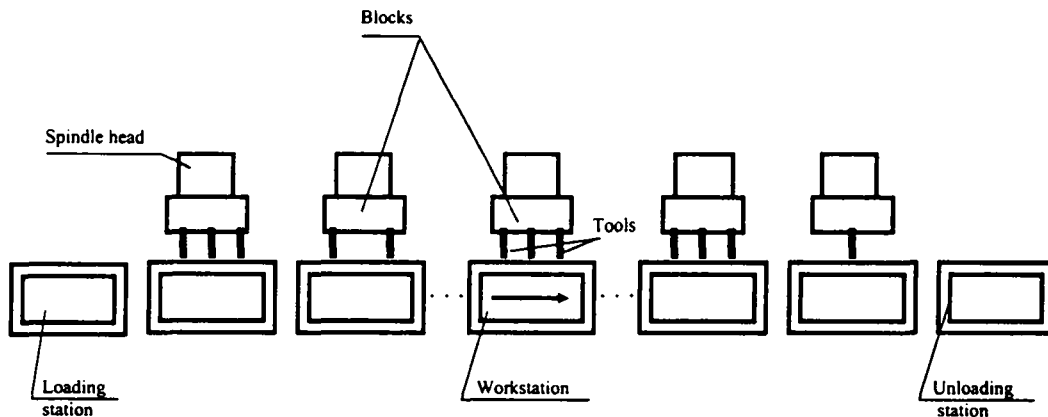 Blocks
Spindle head
Tools
Loading
station
Workstation
Unloading
station